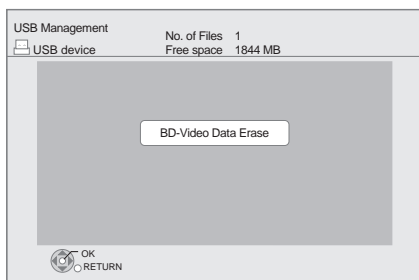 USB Management
No. of Files 1
USB device
Free space 1844 MB
BD-Video Data Erase
OK
RETURN